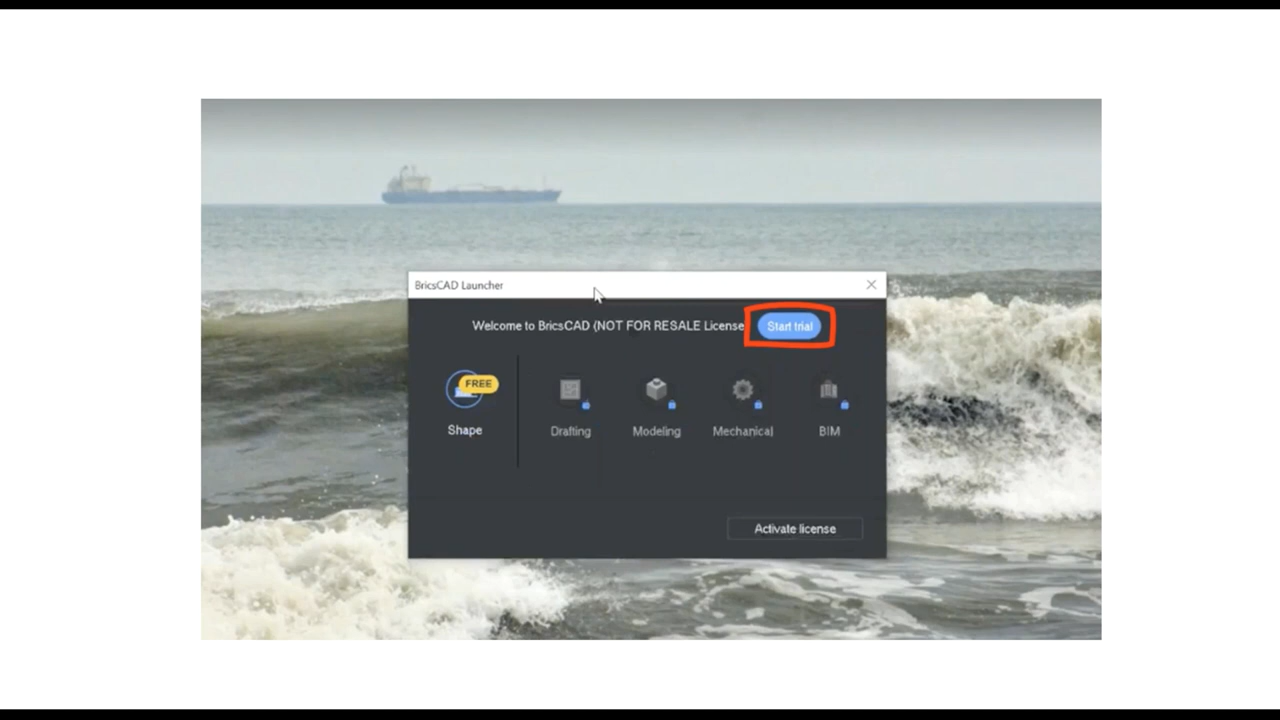 BricsCAD Launcher
Welcome to BricsCAD (NOT FOR RESALE License
Start trial
FREE
Shape
Drafting
Modeling
Mechanical
BIM
Activate license